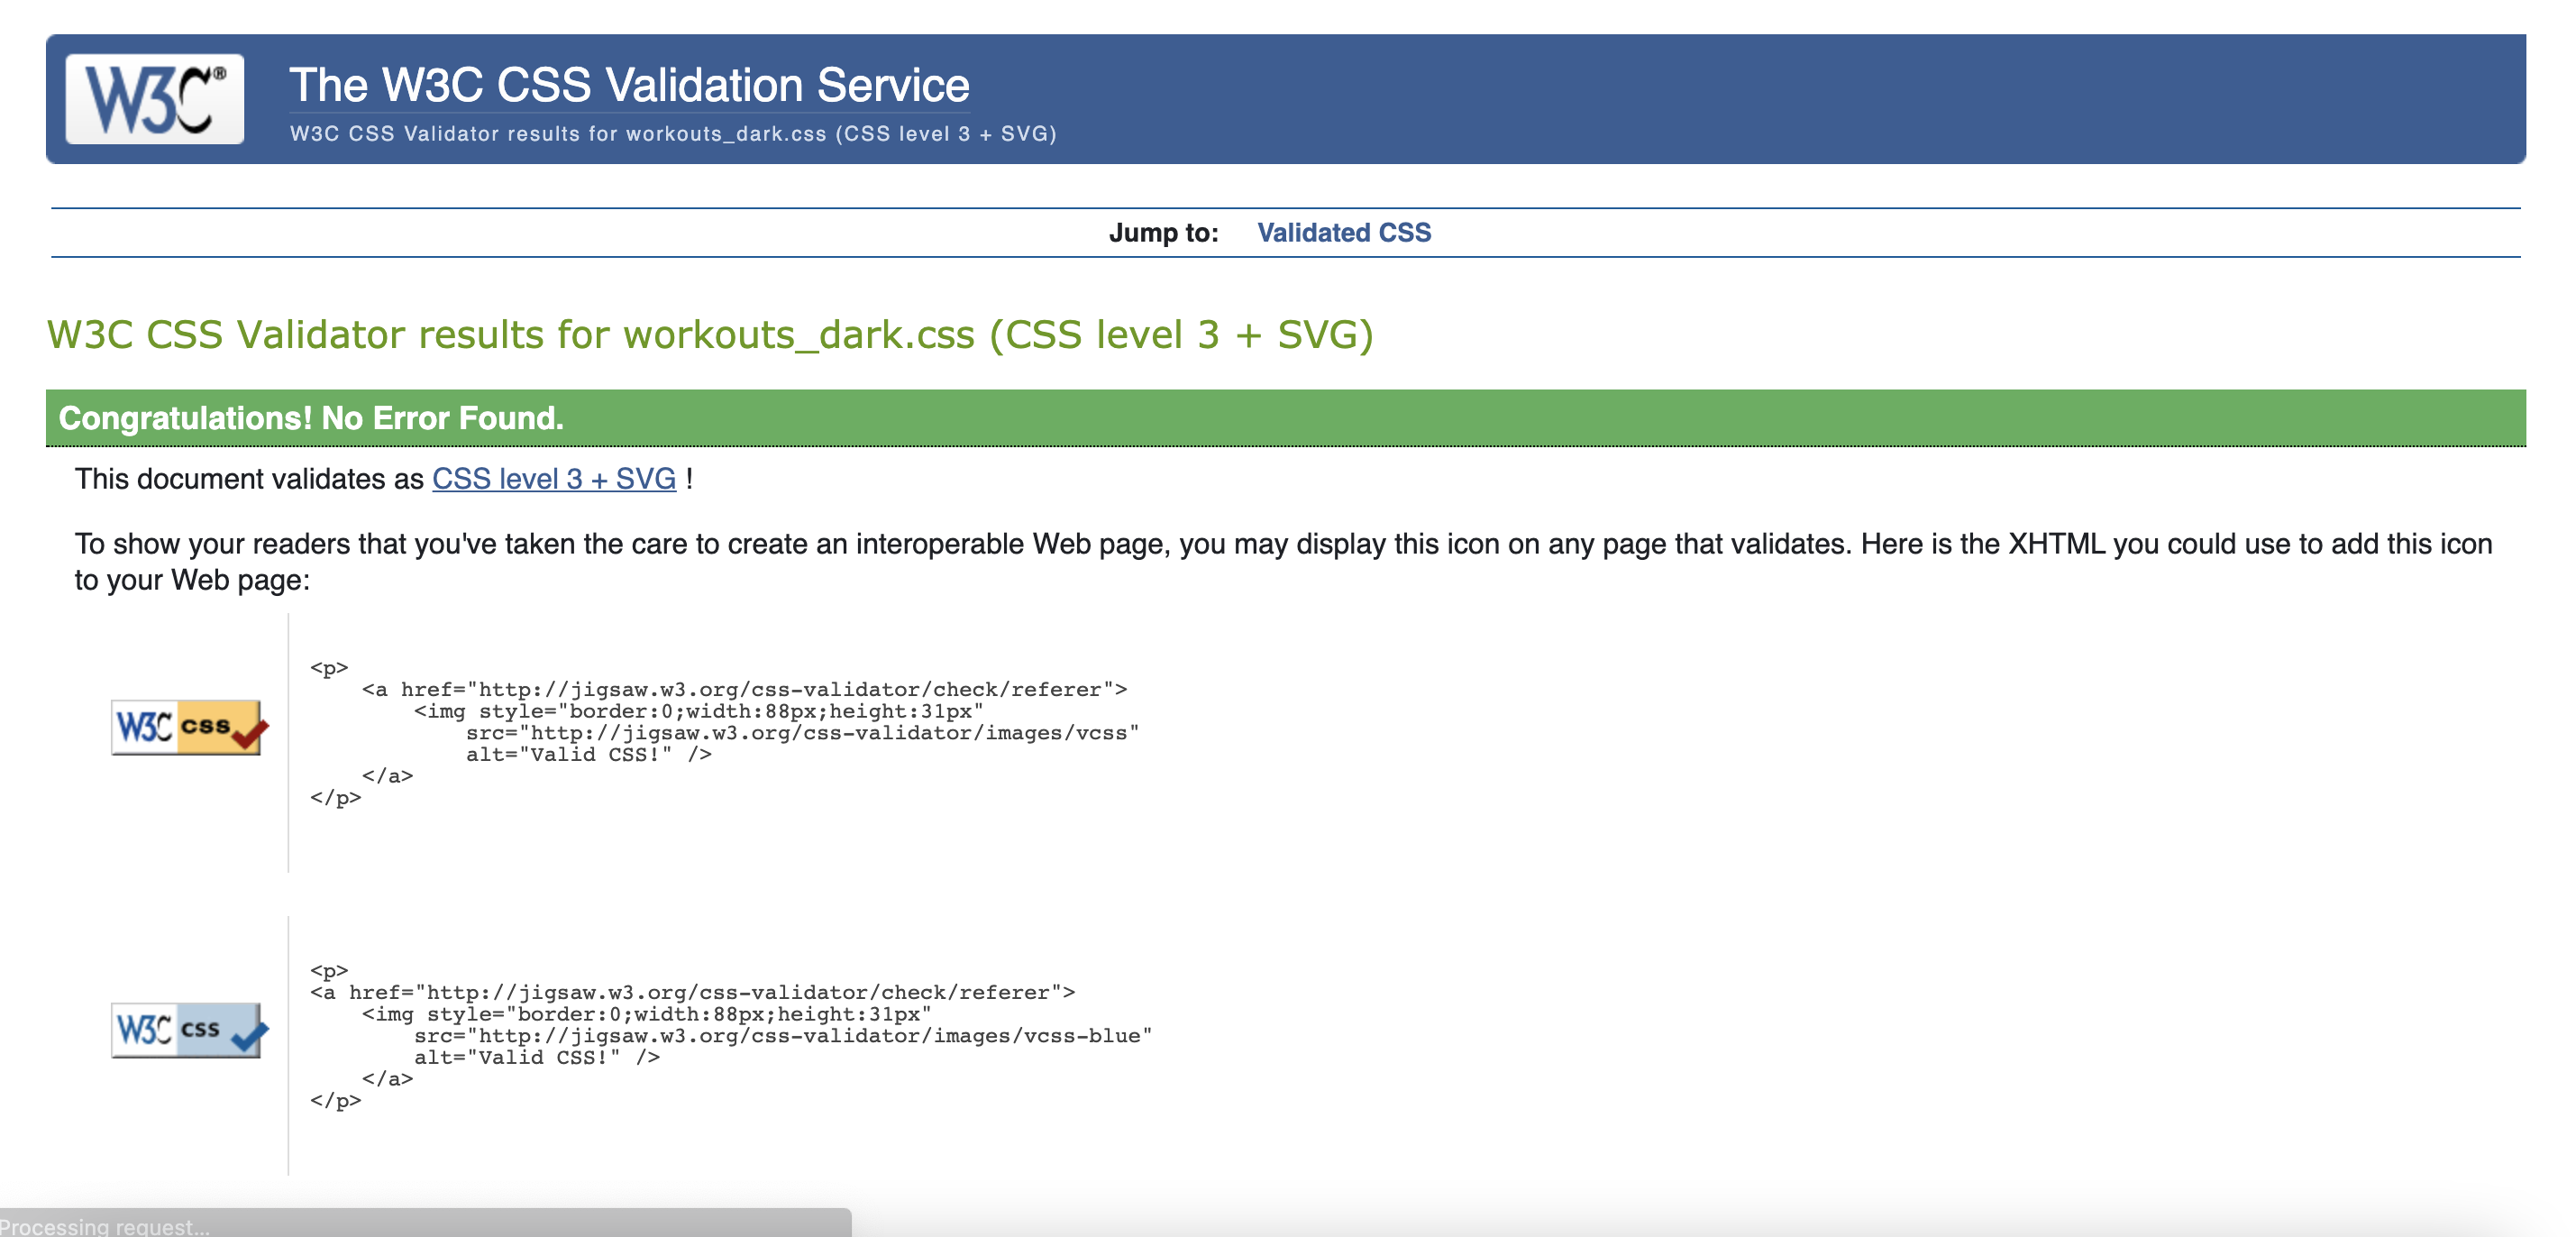 W3C®
The W3C CSS Validation Service
W3C CSS Validator results for workouts_dark.css (CSS level 3 + SVG)
Jump to: Validated CSS
W3C CSS Validator results for workouts_dark.css (CSS level 3 + SVG)
Congratulations! No Error Found.
This document validates as CSS level 3 + SVG !
To show your readers that you've taken the care to create an interoperable Web page, you may display this icon on any page that validates. Here is the XHTML you could use to add this icon
to your Web page:
<p>
    <a href="http://jigsaw.w3.org/css-validator/check/referer">
        <img style="border:0;width:88px;height:31px"
            src="http://jigsaw.w3.org/css-validator/images/vcss"
W3C css
            alt="Valid CSS!" />
    </a>
</p>
<p>
<a href="http://jigsaw.w3.org/css-validator/check/referer">
    <img style="border:0;width:88px;height:31px"
W3C css
        src="http://jigsaw.w3.org/css-validator/images/vcss-blue"
        alt="Valid CSS!" />
    </a>
</p>
Processing request...